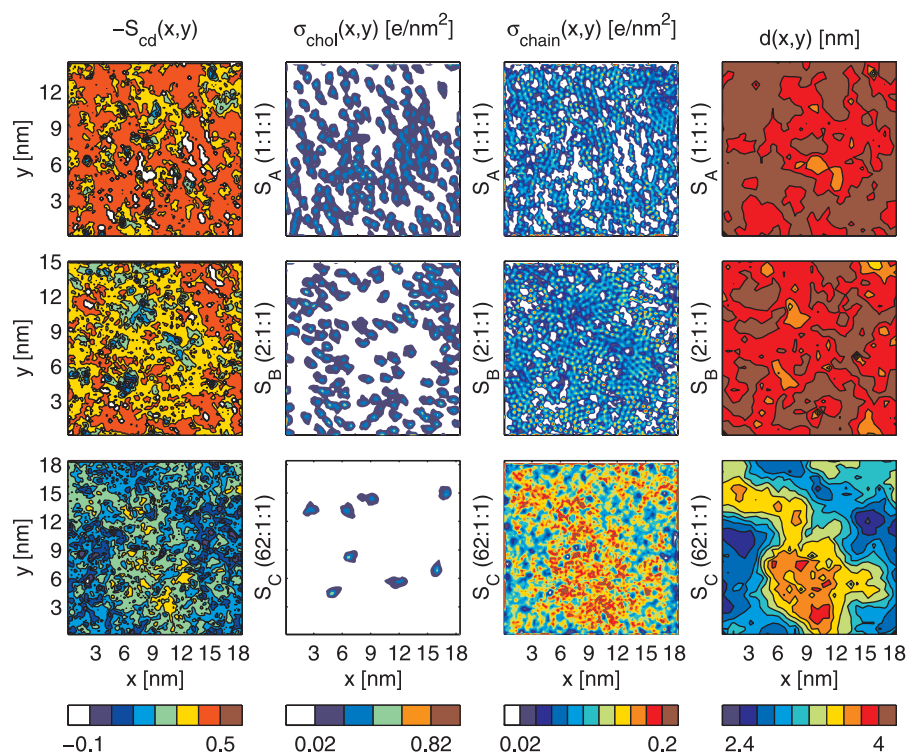 −S_cd(x,y) σ_chol(x,y) [e/nm²] σ_chain(x,y) [e/nm²] d(x,y) [nm]
12
9
6
3
y [nm]
S_A (1:1:1)
S_A (1:1:1)
S_A (1:1:1)
15
12
9
6
3
y [nm]
S_B (2:1:1)
S_B (2:1:1)
S_B (2:1:1)
18
15
12
9
6
3
y [nm]
S_C (62:1:1)
S_C (62:1:1)
S_C (62:1:1)
3 6 9 12 15 18 3 6 9 12 15 18 3 6 9 12 15 18 3 6 9 12 15 18
x [nm] x [nm] x [nm] x [nm]
−0.1 0.5 0.02 0.82 0.02 0.2 2.4 4